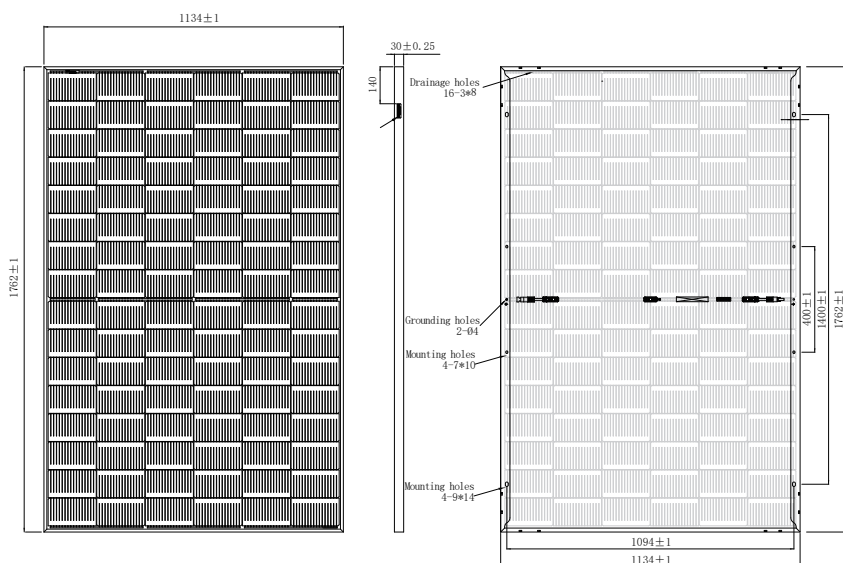 1134±1
30±0.25
140
1762±1
Drainage holes
16-3*8
Grounding holes
2-Ø4
Mounting holes
4-7*10
Mounting holes
4-9*14
400±1
1400±1
1762±1
1094±1
1134±1